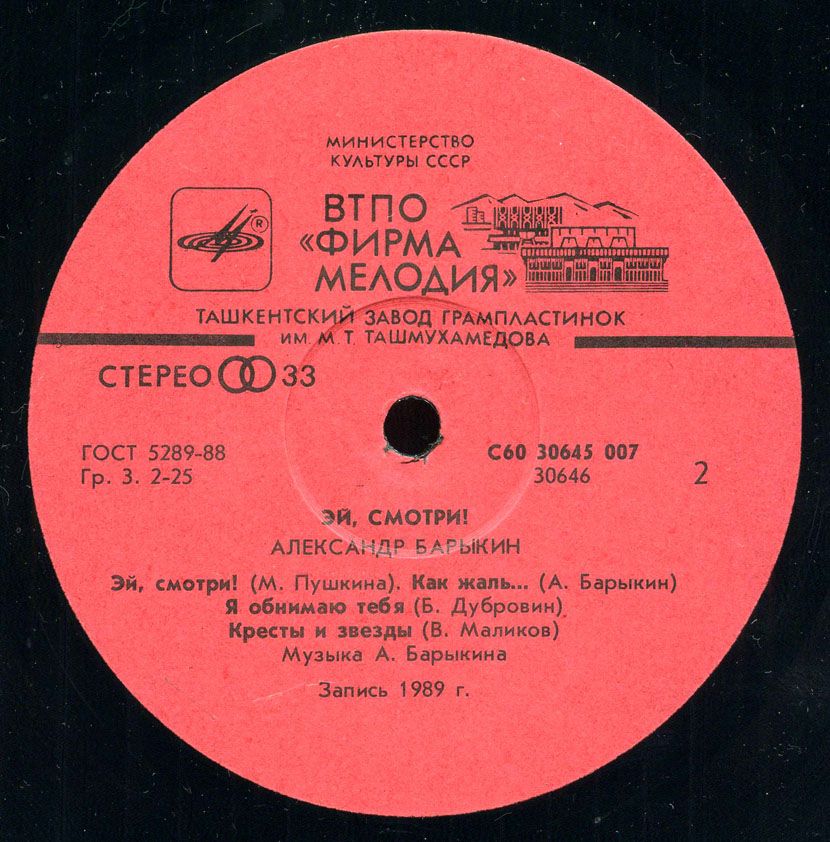 МИНИСТЕРСТВО
КУЛЬТУРЫ СССР
ВТПО
«ФИРМА
МЕЛОДИЯ»
®
ТАШКЕНТСКИЙ ЗАВОД ГРАМПЛАСТИНОК
ИМ. М. Т. ТАШМУХАМЕДОВА
СТЕРЕО 33
ГОСТ 5289-88
Гр. 3. 2-25
С60 30645 007
30646
2
ЭЙ, СМОТРИ!
АЛЕКСАНДР БАРЫКИН
Эй, смотри! (М. Пушкина). Как жаль... (А. Барыкин)
Я обнимаю тебя (Б. Дубровин)
Кресты и звезды (В. Маликов)
Музыка А. Барыкина
Запись 1989 г.